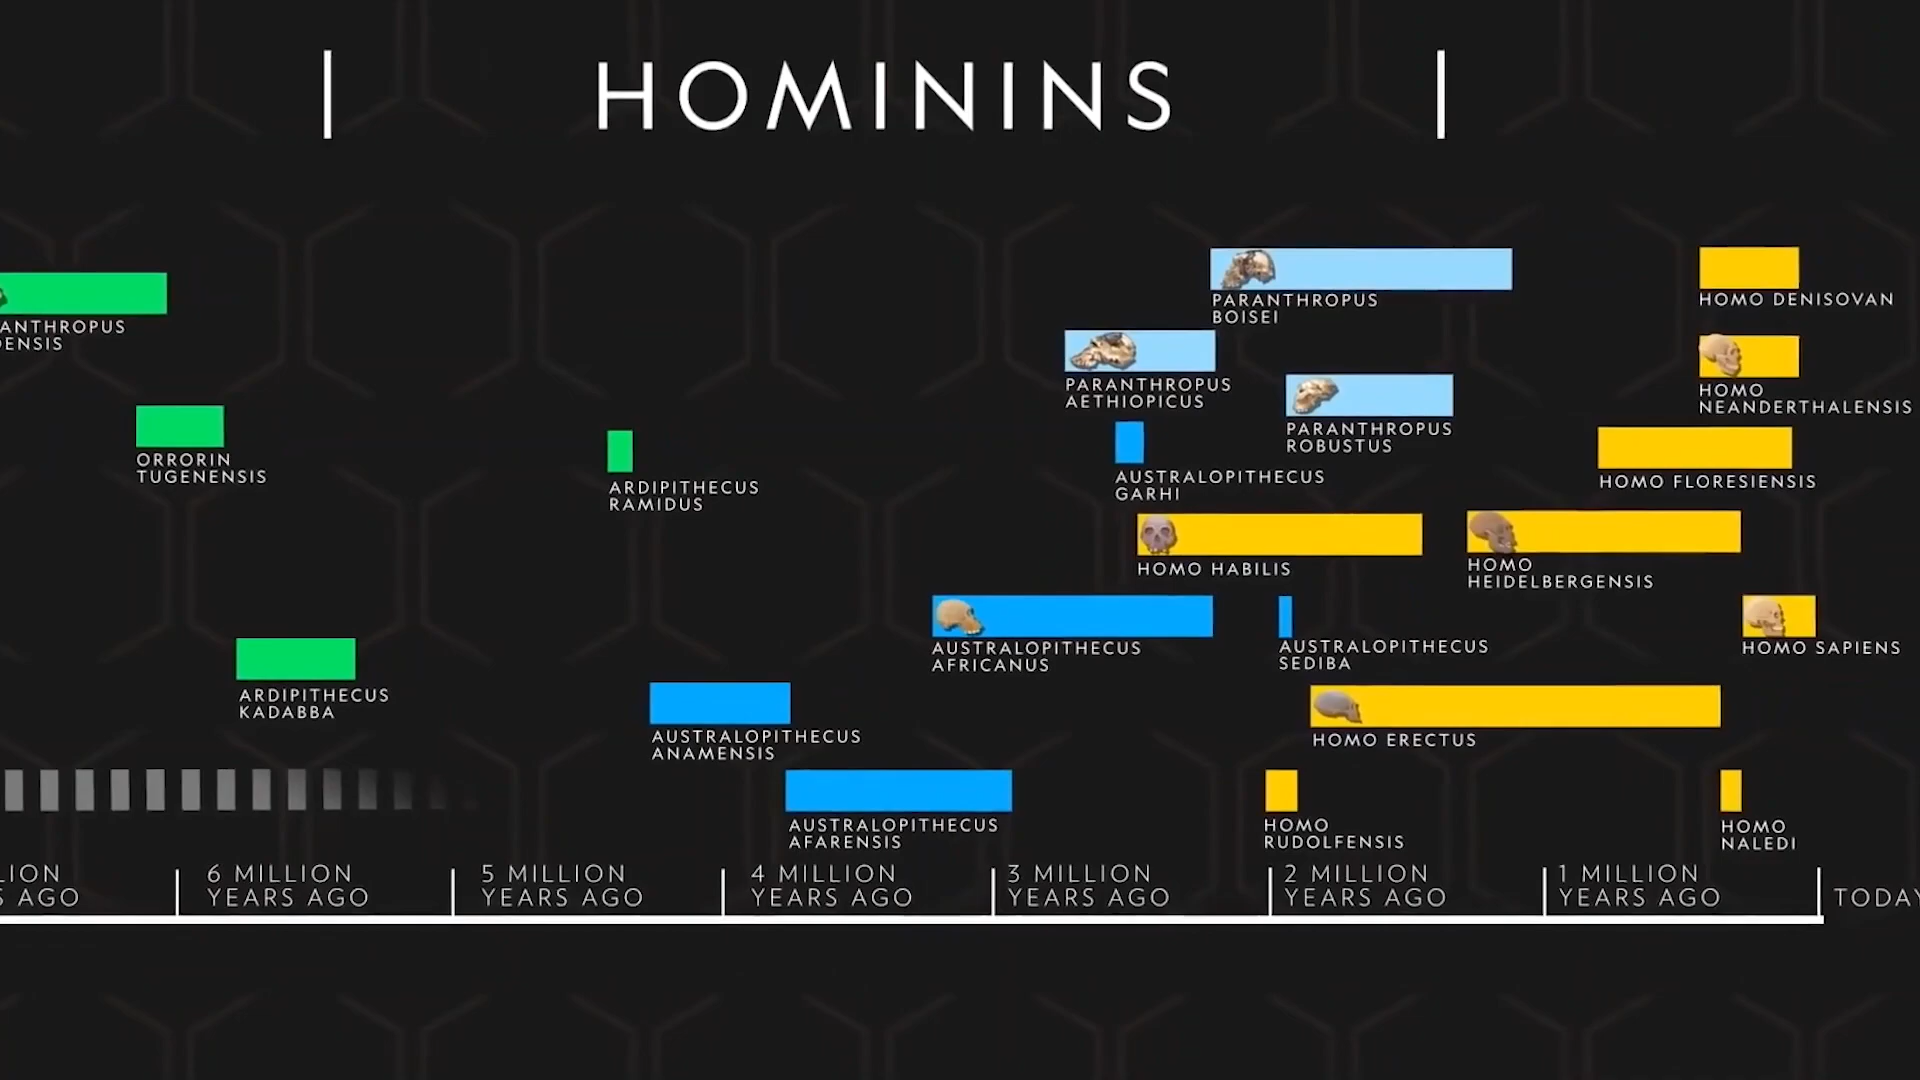 HOMININS
PARANTHROPUS
BOISEI
HOMO DENISOVAN
ANTHROPUS
DENSIS
PARANTHROPUS
AETHIOPICUS
HOMO
NEANDERTHALENSIS
PARANTHROPUS
ROBUSTUS
ORRORIN
TUGENENSIS
ARDIPITHECUS
RAMIDUS
AUSTRALOPITHECUS
GARHI
HOMO FLORESIENSIS
HOMO HABILIS
HOMO
HEIDELBERGENSIS
AUSTRALOPITHECUS
AFRICANUS
AUSTRALOPITHECUS
SEDIBA
HOMO SAPIENS
ARDIPITHECUS
KADABBA
AUSTRALOPITHECUS
ANAMENSIS
HOMO ERECTUS
AUSTRALOPITHECUS
AFARENSIS
HOMO
RUDOLFENSIS
HOMO
NALEDI
LION
S AGO
6 MILLION
YEARS AGO
5 MILLION
YEARS AGO
4 MILLION
YEARS AGO
3 MILLION
YEARS AGO
2 MILLION
YEARS AGO
1 MILLION
YEARS AGO
TODAY